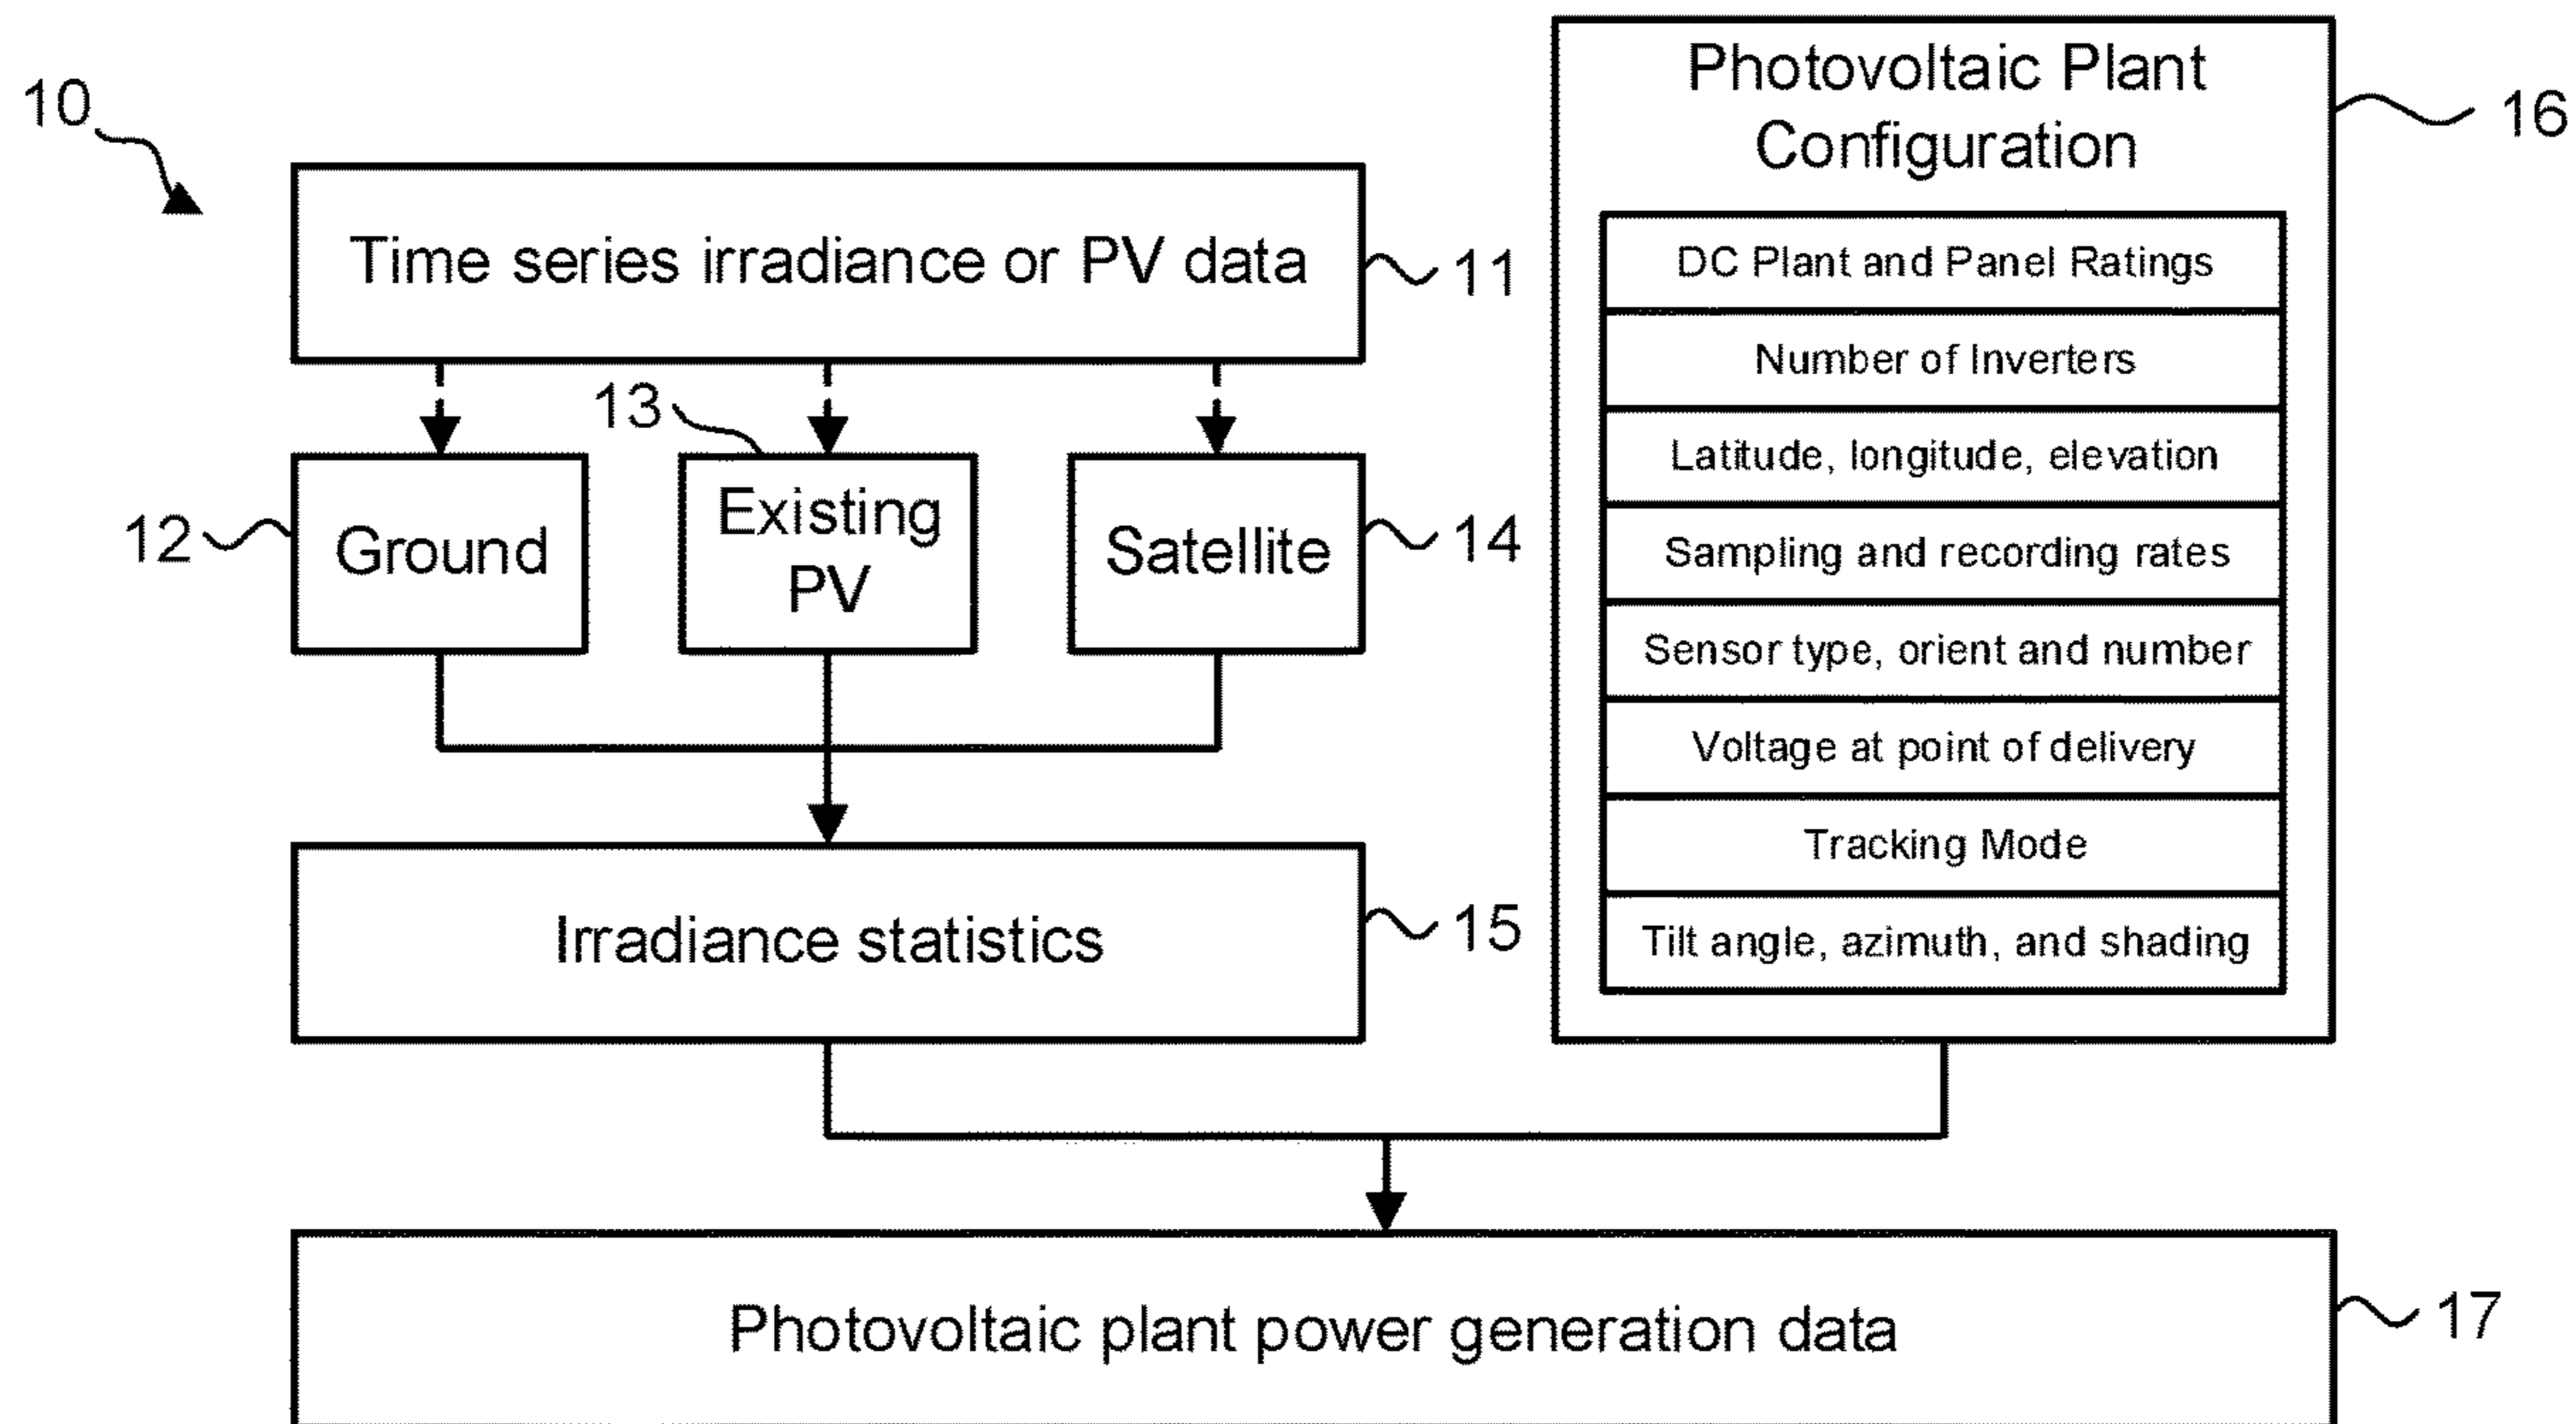 10
Time series irradiance or PV data
11
12
Ground
13
Existing
PV
Satellite
14
Irradiance statistics
15
Photovoltaic Plant
Configuration
16
DC Plant and Panel Ratings
Number of Inverters
Latitude, longitude, elevation
Sampling and recording rates
Sensor type, orient and number
Voltage at point of delivery
Tracking Mode
Tilt angle, azimuth, and shading
Photovoltaic plant power generation data
17